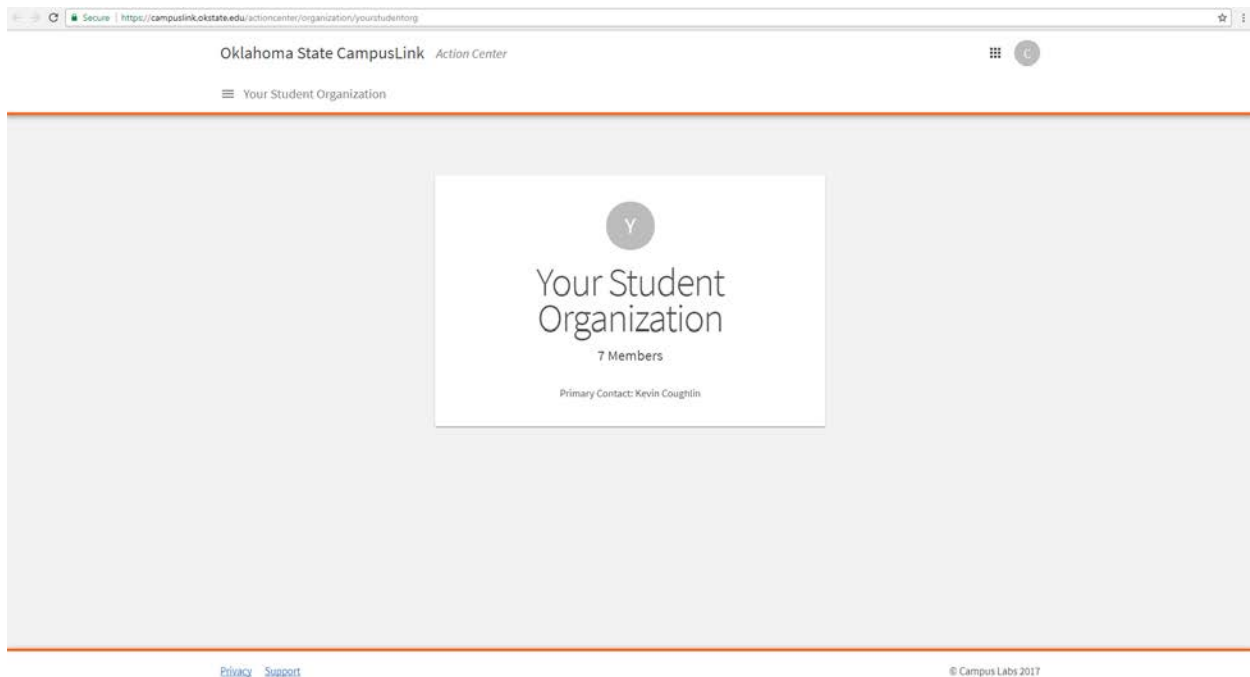 Secure | https://campuslink.okstate.edu/actioncenter/organization/yourstudentorg
Oklahoma State CampusLink Action Center
C
Your Student Organization
Y
Your Student
Organization
7 Members
Primary Contact: Kevin Coughlin
Privacy Support © Campus Labs 2017